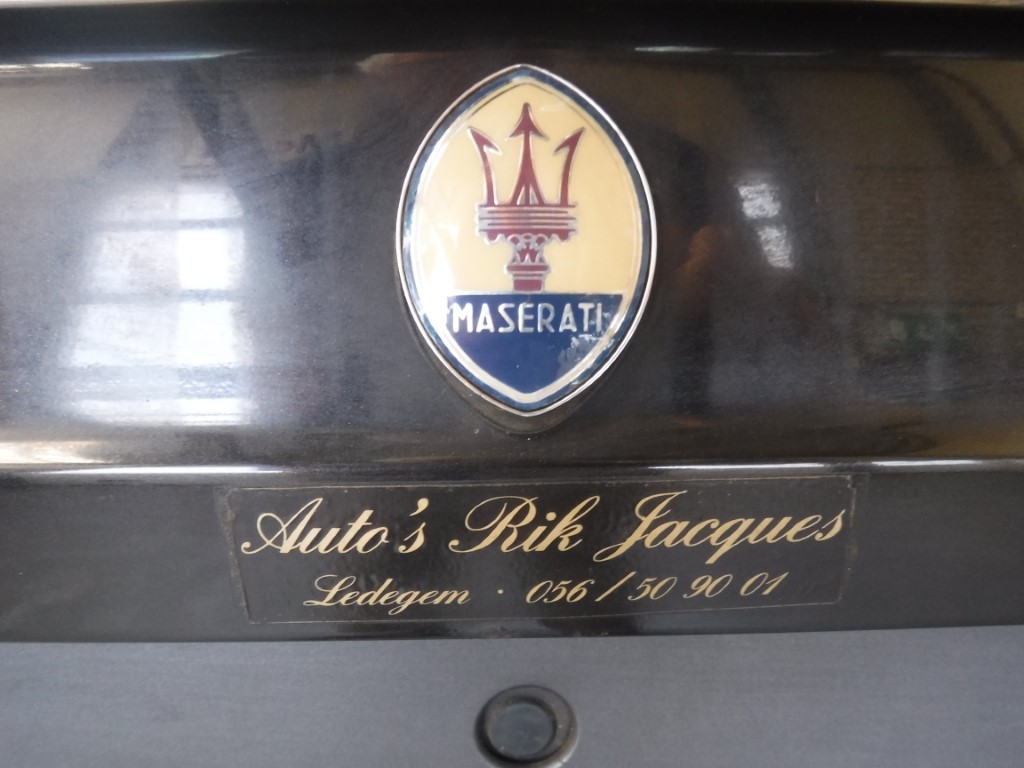 MASERATI
Auto's Rik Jacques
Ledegem · 056/50 90 01